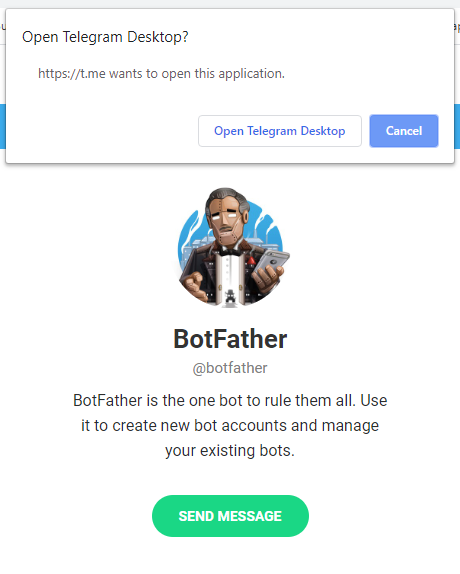 Open Telegram Desktop?
https://t.me wants to open this application.
Open Telegram Desktop
Cancel
BotFather
@botfather
BotFather is the one bot to rule them all. Use
it to create new bot accounts and manage
your existing bots.
SEND MESSAGE